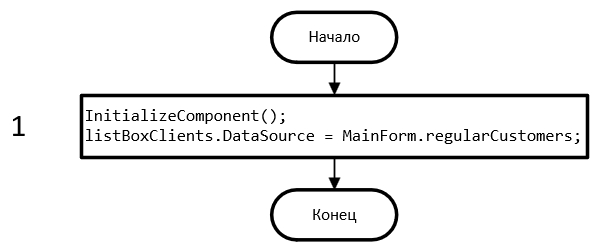 Начало
1
InitializeComponent();
listBoxClients.DataSource = MainForm.regularCustomers;
Конец